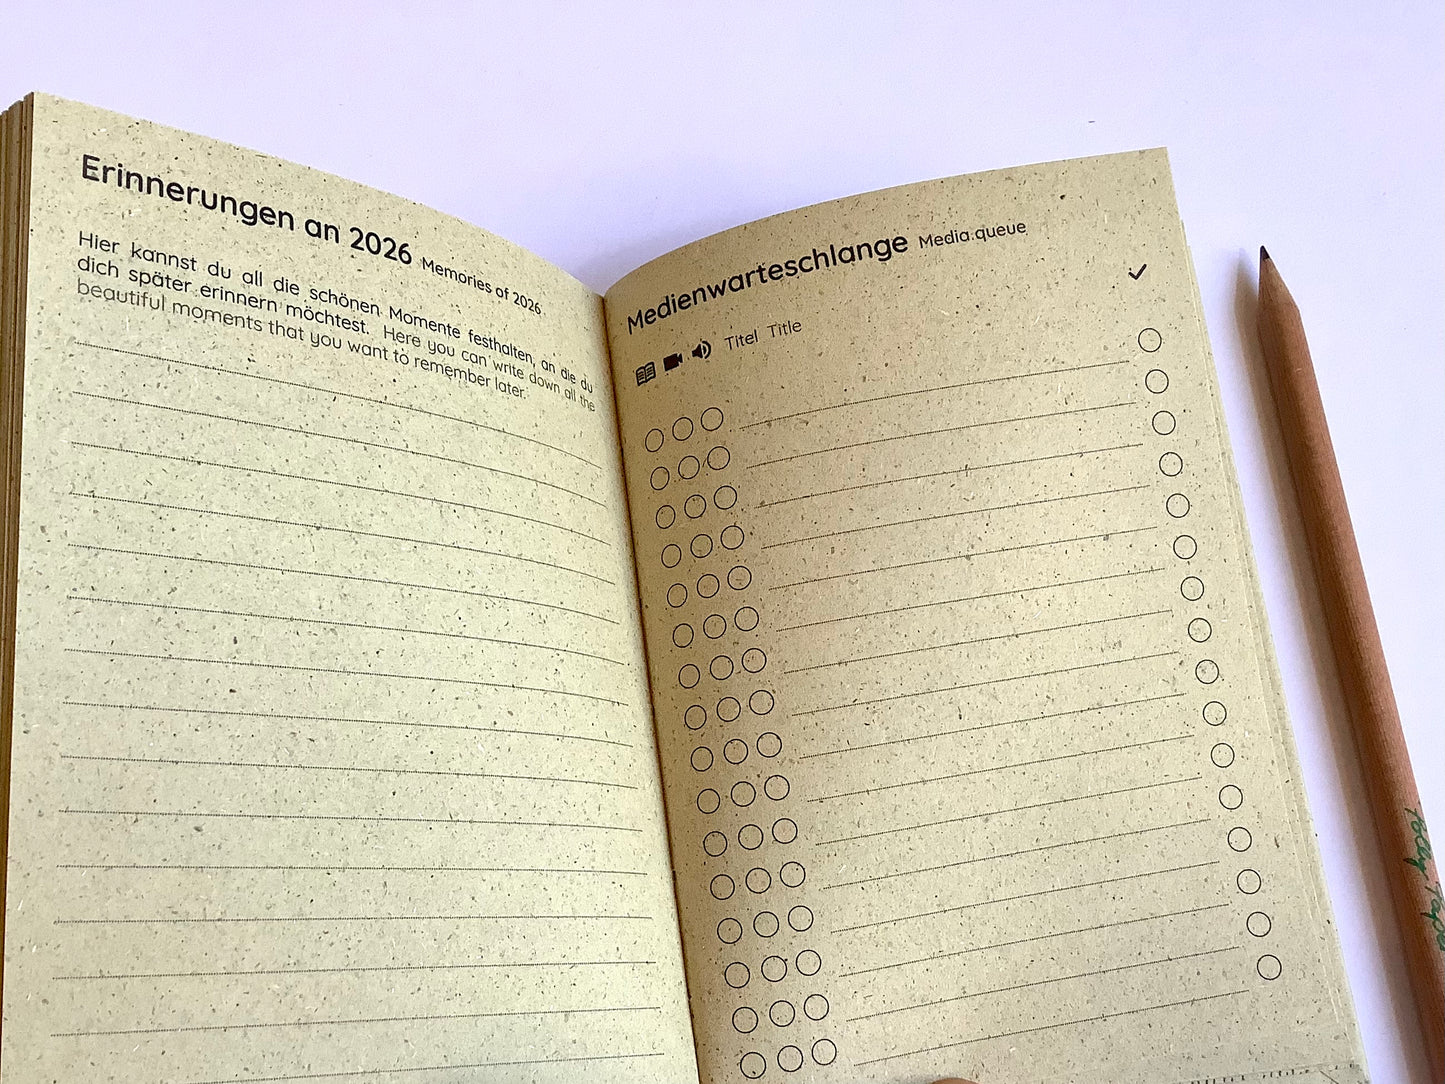 Erinnerungen an 2026 Memories of 2026
Hier kannst du all die schönen Momente festhalten, an die du
dich später erinnern möchtest. Here you can write down all the
beautiful moments that you want to remember later.
Medienwarteschlange Media queue
Titel Title